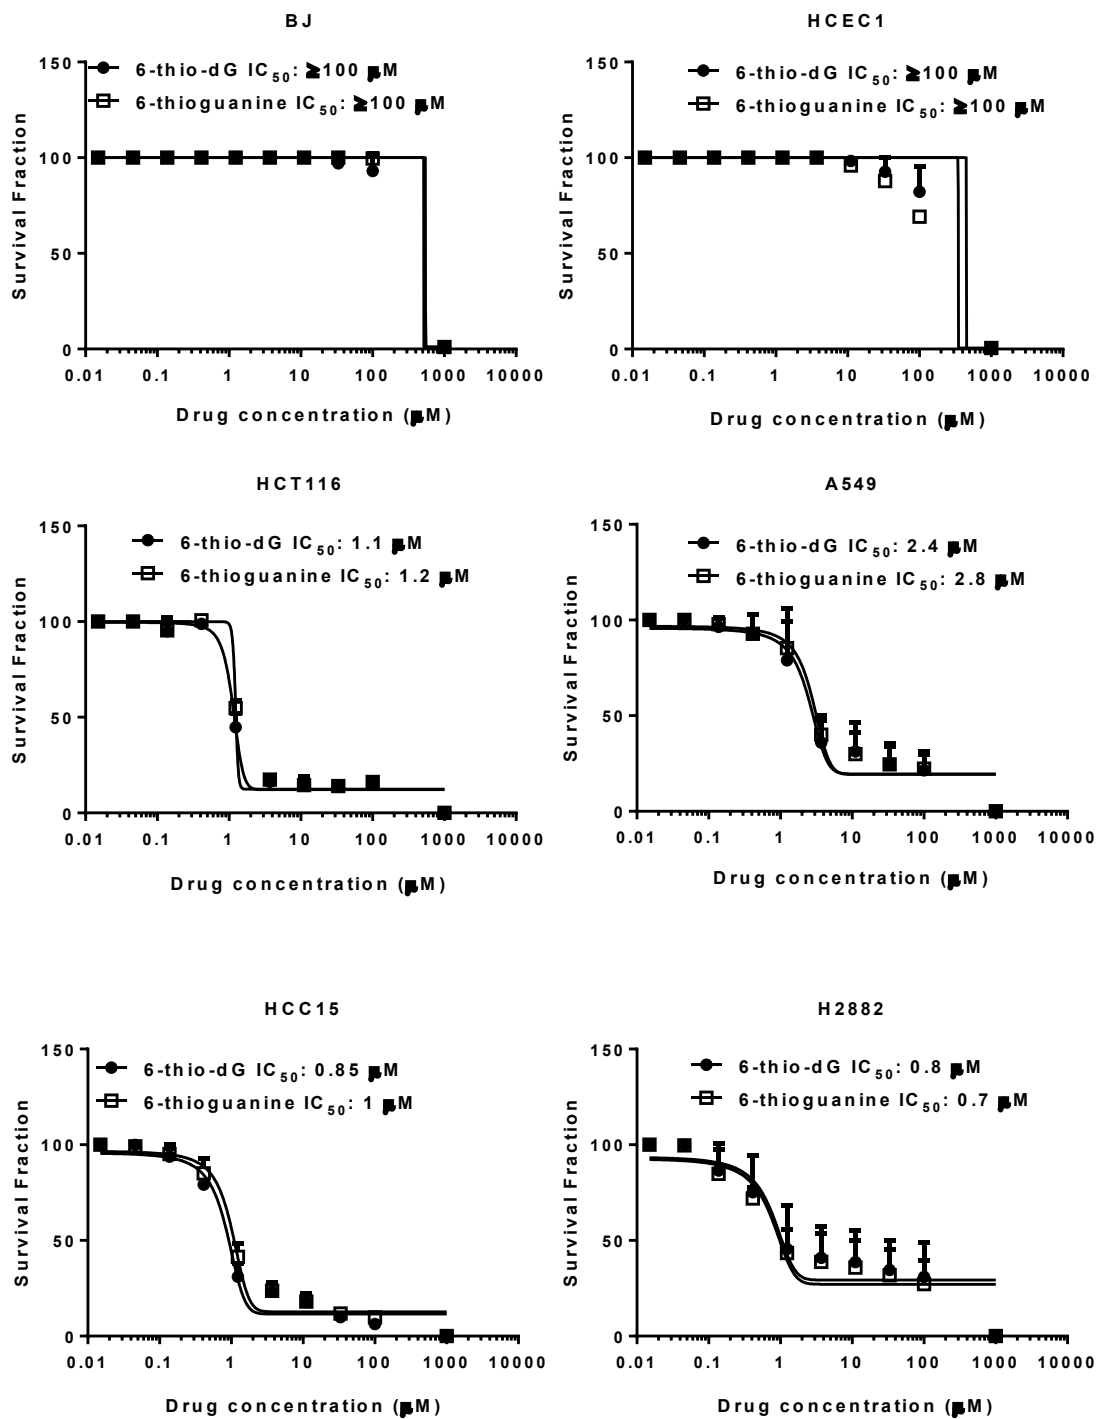 BJ
150
100
50
0
Survival Fraction
6-thio-dG IC50: ≥100 μM
6-thioguanine IC50: ≥100 μM
0.01 0.1 1 10 100 1000 10000
Drug concentration (μM)
HCEC1
150
100
50
0
Survival Fraction
6-thio-dG IC50: ≥100 μM
6-thioguanine IC50: ≥100 μM
0.01 0.1 1 10 100 1000 10000
Drug concentration (μM)
HCT116
150
100
50
0
Survival Fraction
6-thio-dG IC50: 1.1 μM
6-thioguanine IC50: 1.2 μM
0.01 0.1 1 10 100 1000 10000
Drug concentration (μM)
A549
150
100
50
0
Survival Fraction
6-thio-dG IC50: 2.4 μM
6-thioguanine IC50: 2.8 μM
0.01 0.1 1 10 100 1000 10000
Drug concentration (μM)
HCC15
150
100
50
0
Survival Fraction
6-thio-dG IC50: 0.85 μM
6-thioguanine IC50: 1 μM
0.01 0.1 1 10 100 1000 10000
Drug concentration (μM)
H2882
150
100
50
0
Survival Fraction
6-thio-dG IC50: 0.8 μM
6-thioguanine IC50: 0.7 μM
0.01 0.1 1 10 100 1000 10000
Drug concentration (μM)